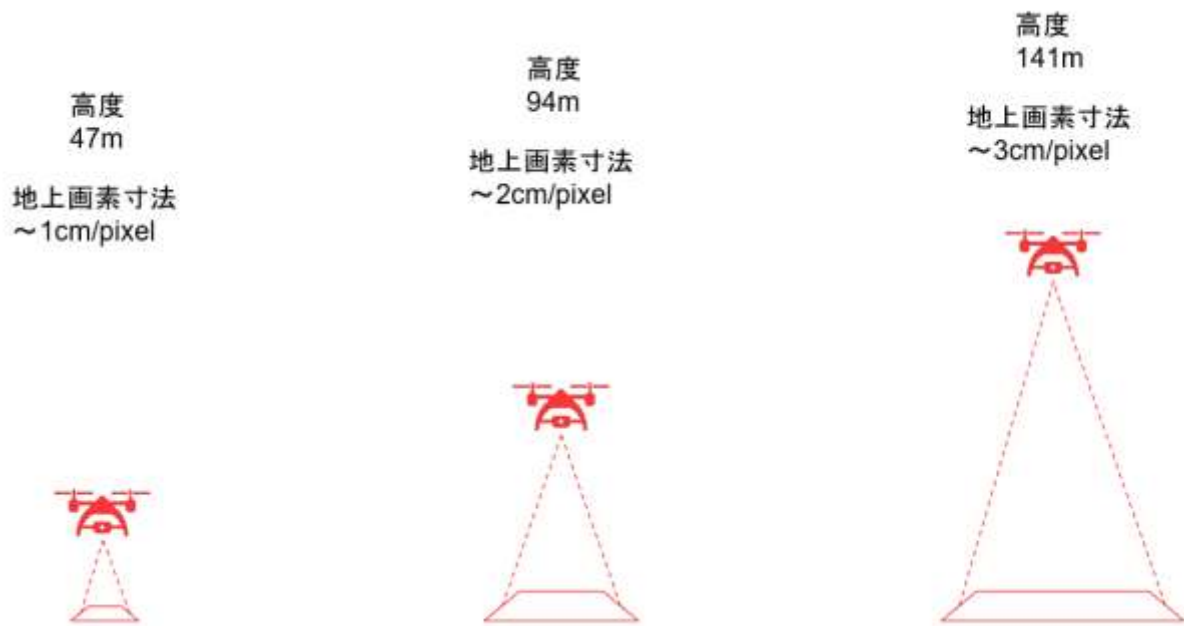 高度
47m
地上画素寸法
～1cm/pixel
高度
94m
地上画素寸法
～2cm/pixel
高度
141m
地上画素寸法
～3cm/pixel